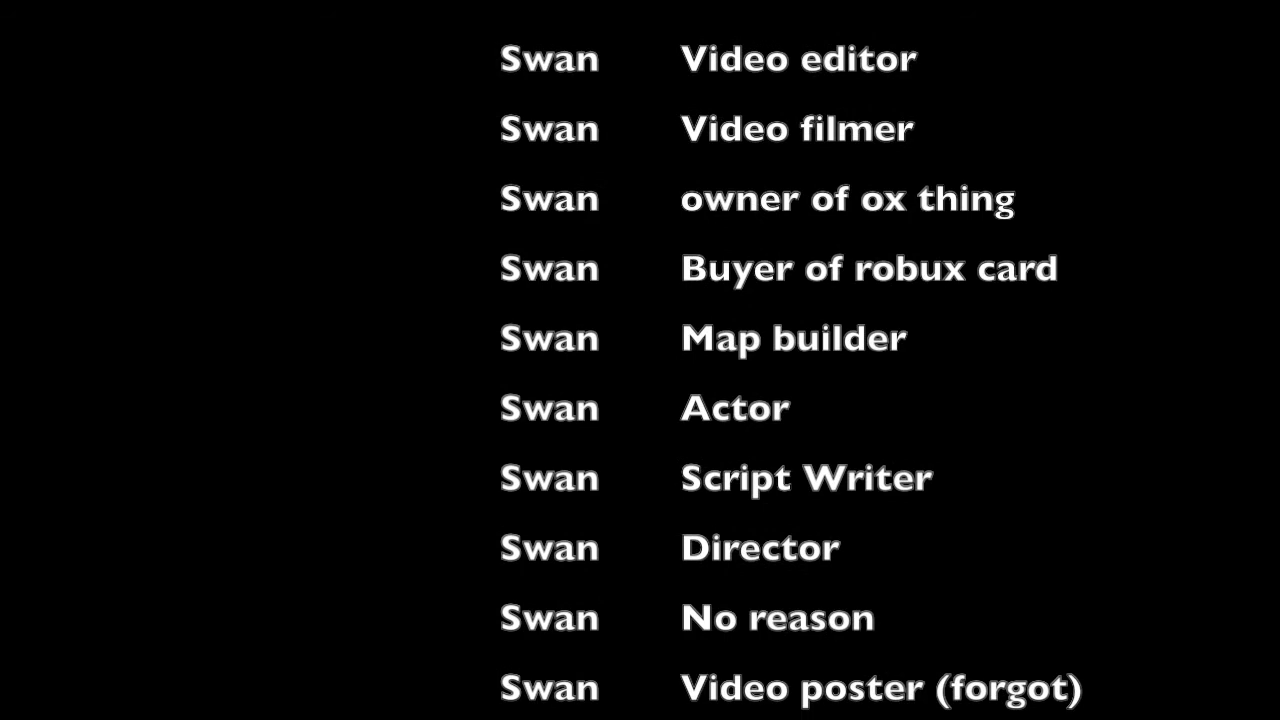 Swan Video editor
Swan Video filmer
Swan owner of ox thing
Swan Buyer of robux card
Swan Map builder
Swan Actor
Swan Script Writer
Swan Director
Swan No reason
Swan Video poster (forgot)